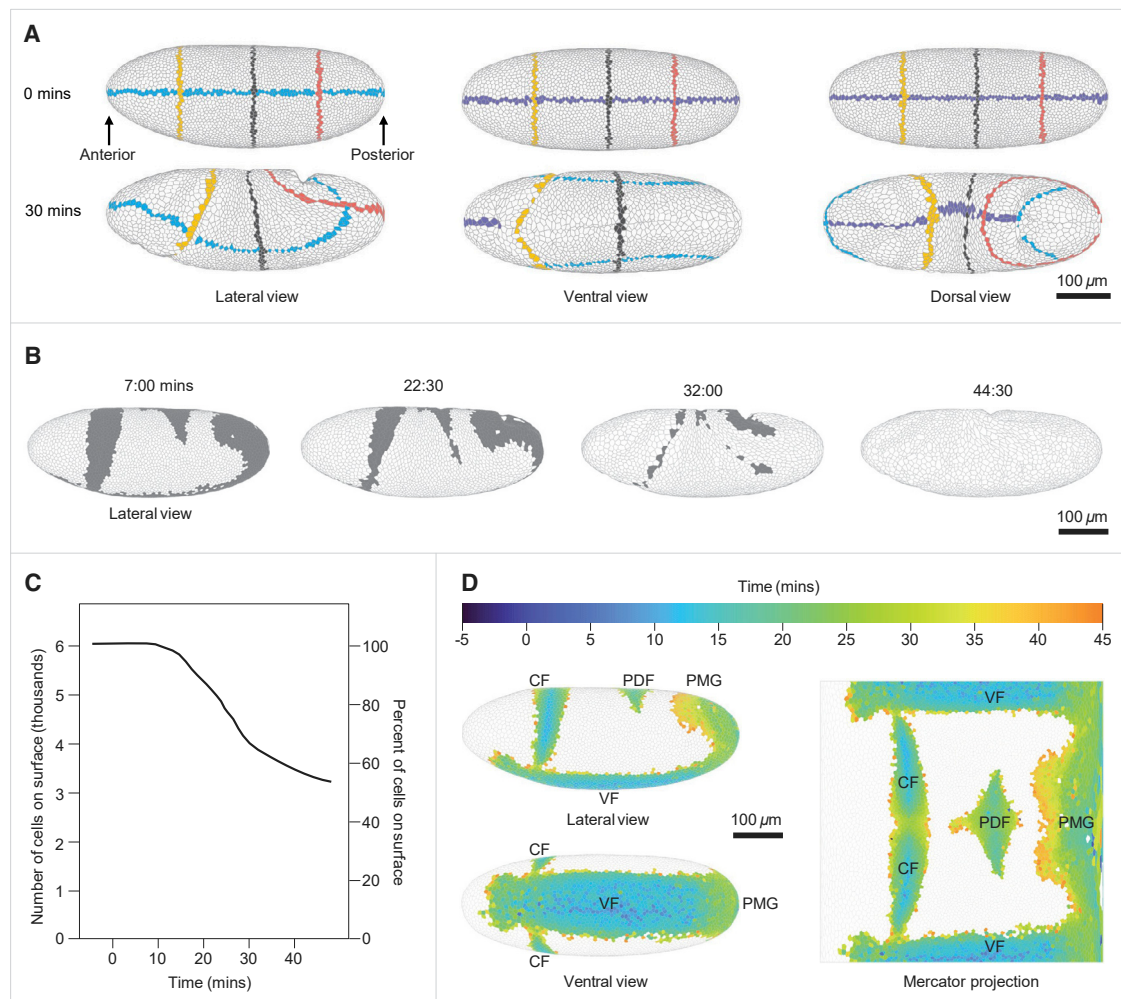 A
0 mins
Anterior
Posterior
30 mins
Lateral view
Ventral view
Dorsal view
100 µm
B
7:00 mins
22:30
32:00
44:30
Lateral view
100 µm
C
Number of cells on surface (thousands)
6
5
4
3
2
1
0
100
80
60
40
20
0
Percent of cells on surface
0 10 20 30 40
Time (mins)
D
Time (mins)
-5 0 5 10 15 20 25 30 35 40 45
CF PDF PMG
VF
Lateral view
100 µm
CF
VF
PMG
CF
Ventral view
VF
CF
PDF
PMG
CF
VF
Mercator projection